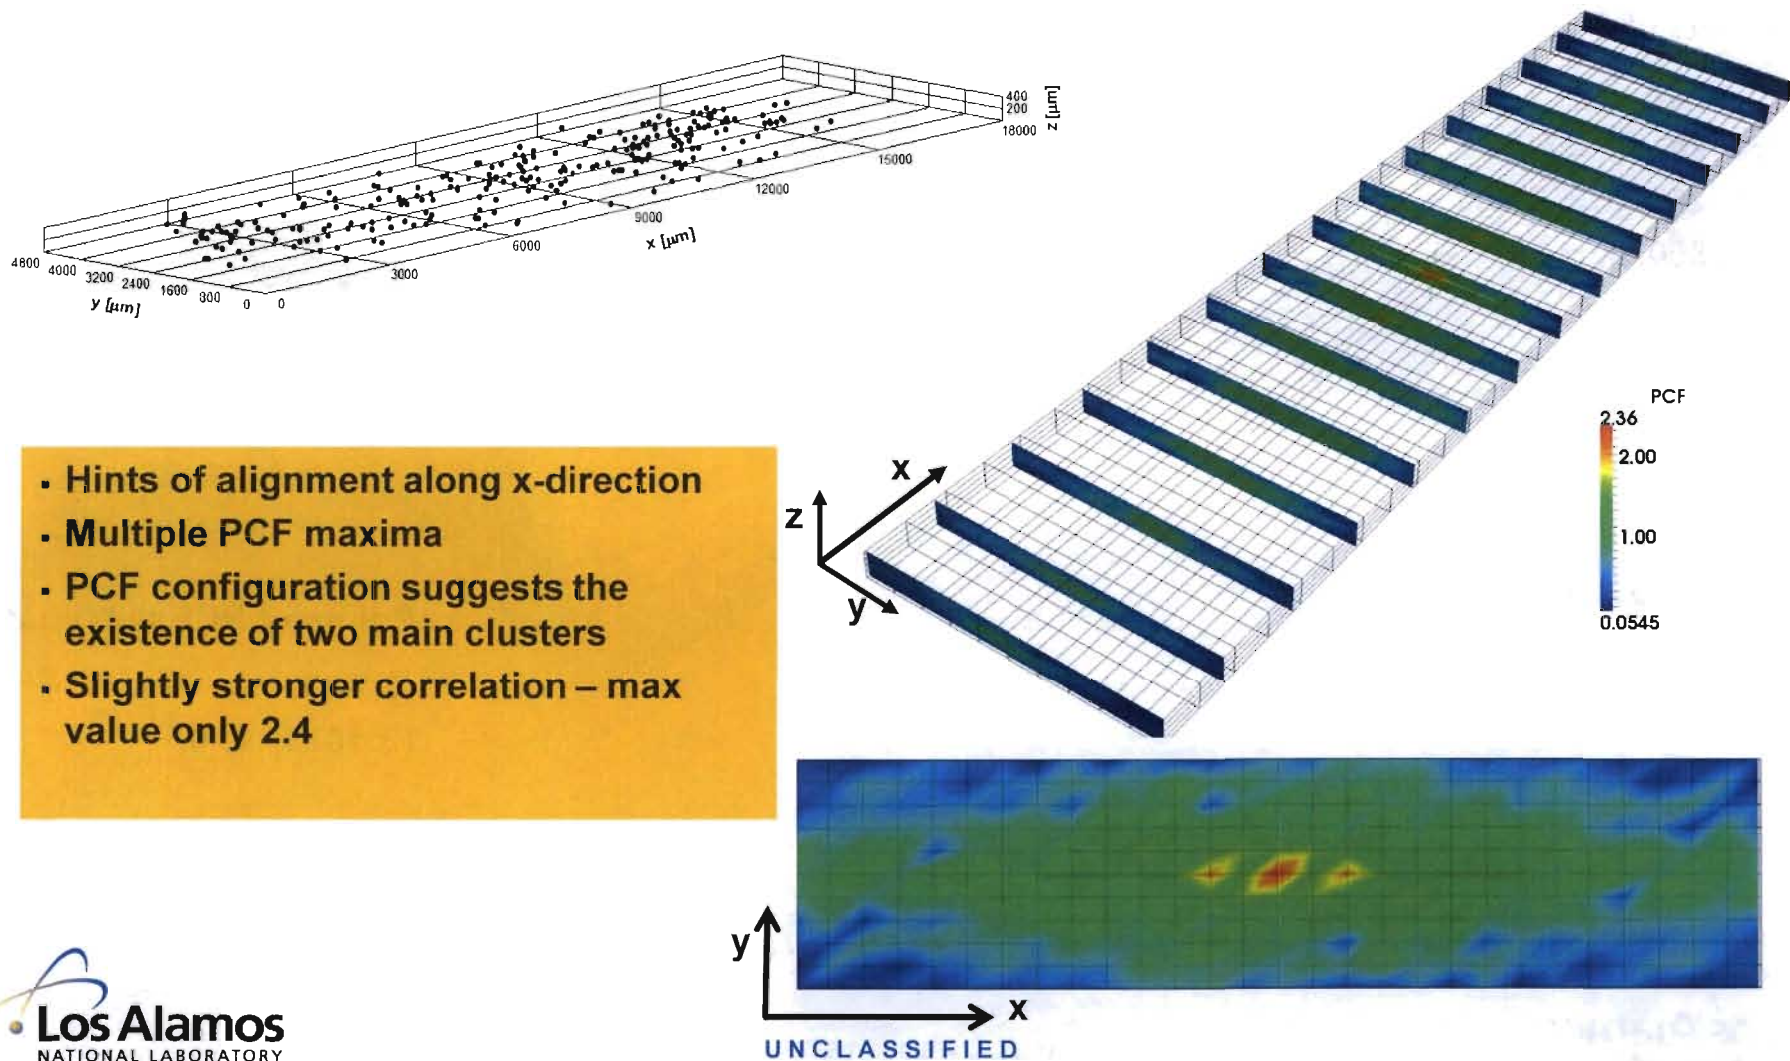 400
200
18000
z [µm]
15000
12000
9000
x [µm]
6000
3000
0
4800
4000
3200
2400
1600
800
0
y [µm]
▪ Hints of alignment along x-direction
▪ Multiple PCF maxima
▪ PCF configuration suggests the
existence of two main clusters
▪ Slightly stronger correlation – max
value only 2.4
x
z
y
PCF
2.36
2.00
1.00
0.0545
y
x
Los Alamos
NATIONAL LABORATORY
UNCLASSIFIED